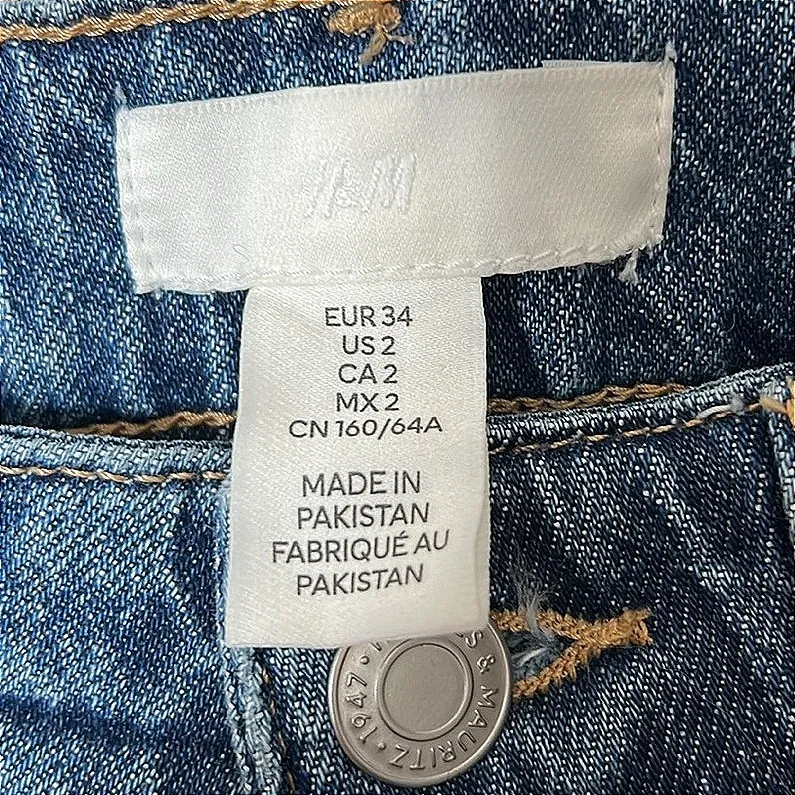 H&M
EUR 34
US 2
CA 2
MX 2
CN 160/64A
MADE IN
PAKISTAN
FABRIQUÉ AU
PAKISTAN
S & MAURITZ • 1947 •